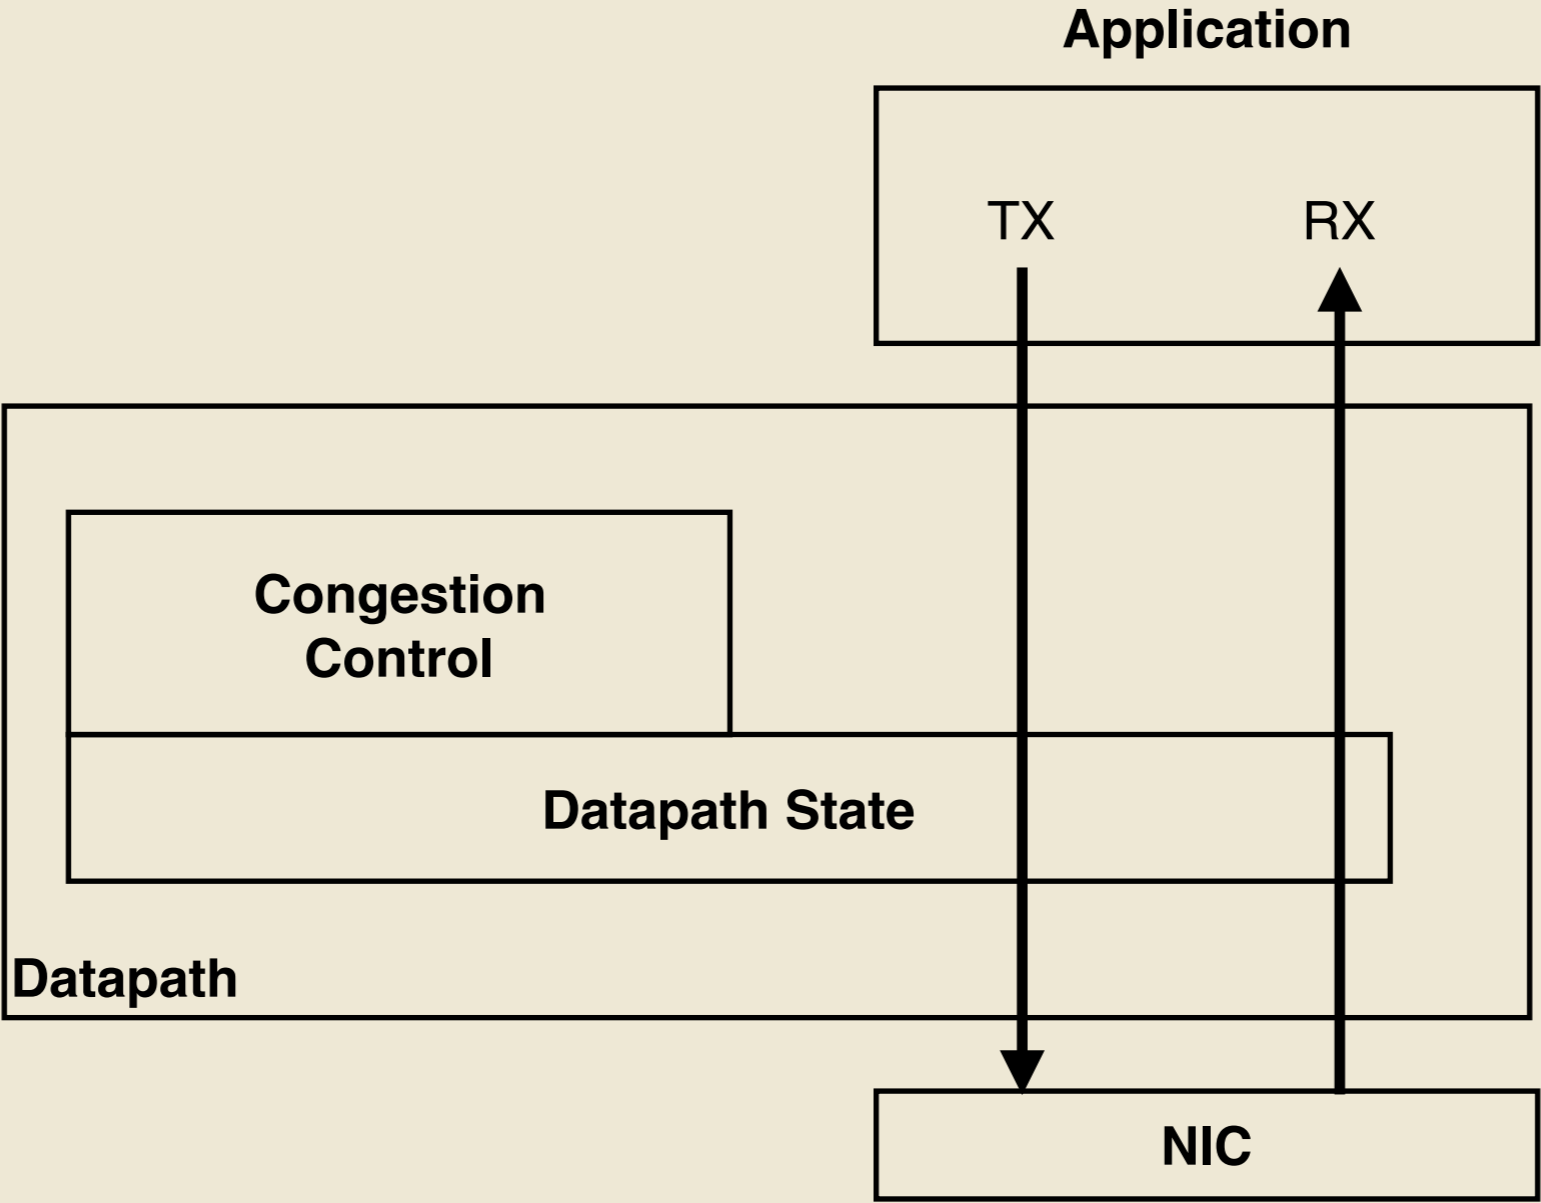 Application
TX RX
Congestion
Control
Datapath State
Datapath
NIC